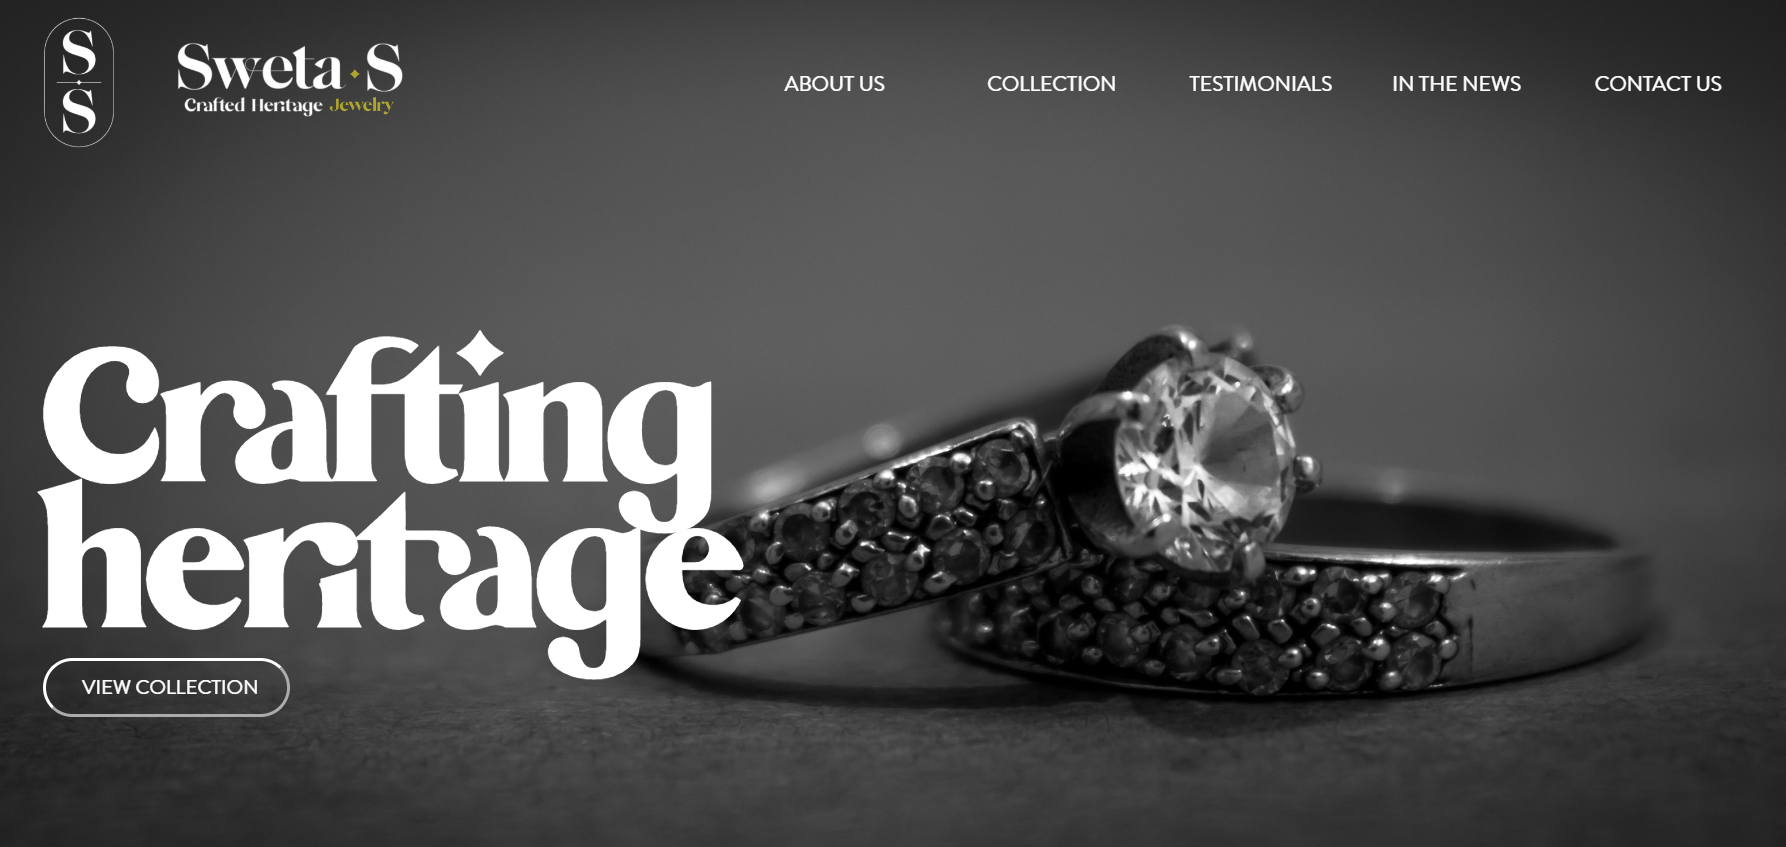 S
S
Sweta S
Crafted Heritage Jewelry
ABOUT US
COLLECTION
TESTIMONIALS
IN THE NEWS
CONTACT US
Crafting
heritage
VIEW COLLECTION